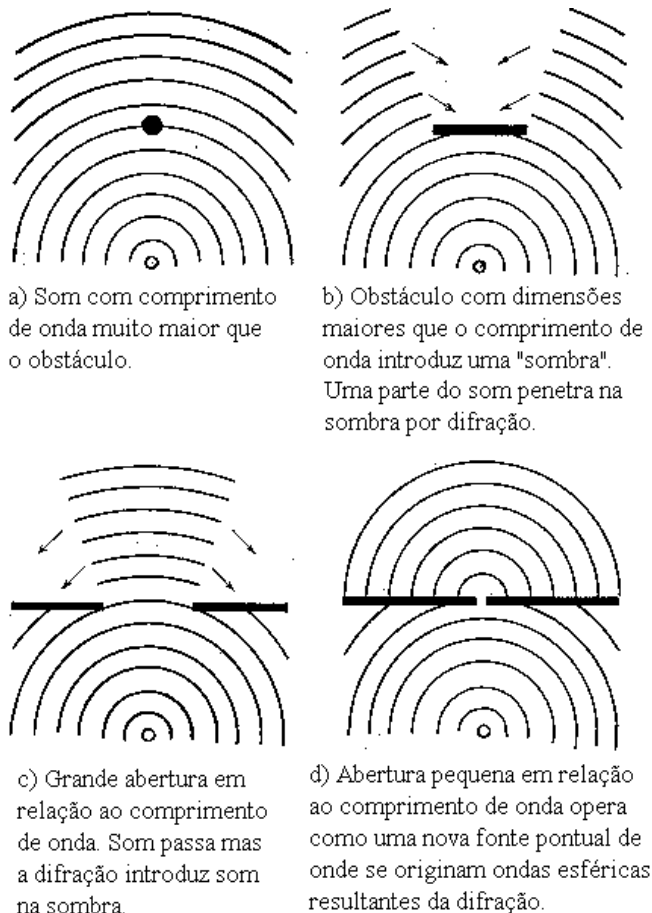 a) Som com comprimento
de onda muito maior que
o obstáculo.
b) Obstáculo com dimensões
maiores que o comprimento de
onda introduz uma "sombra".
Uma parte do som penetra na
sombra por difração.
c) Grande abertura em
relação ao comprimento
de onda. Som passa mas
a difração introduz som
na sombra.
d) Abertura pequena em relação
ao comprimento de onda opera
como uma nova fonte pontual de
onde se originam ondas esféricas
resultantes da difração.